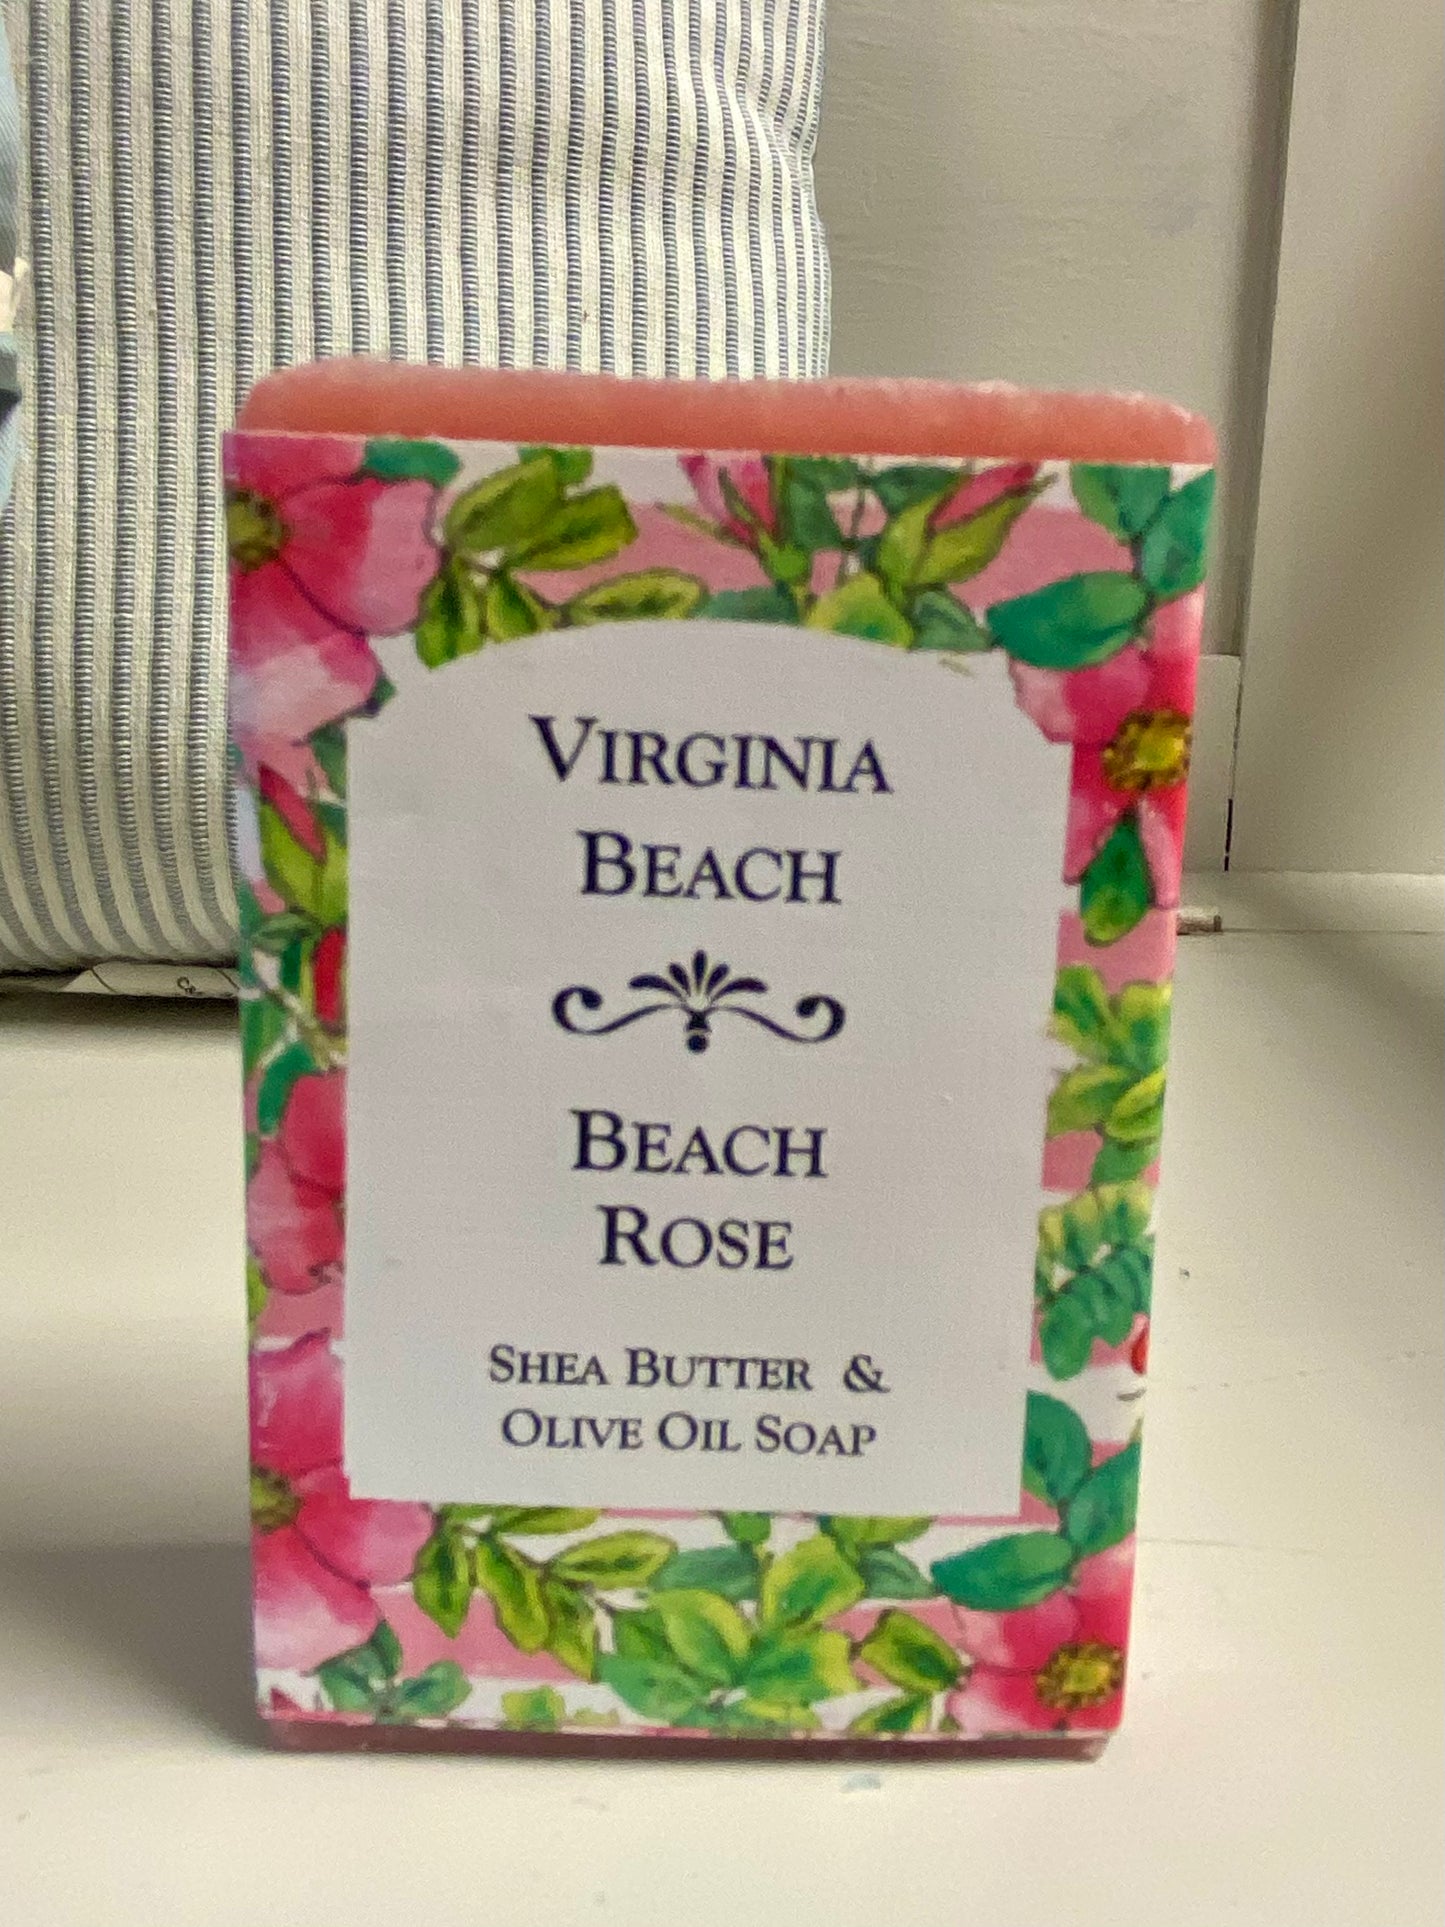 VIRGINIA
BEACH
BEACH
ROSE
SHEA BUTTER &
OLIVE OIL SOAP